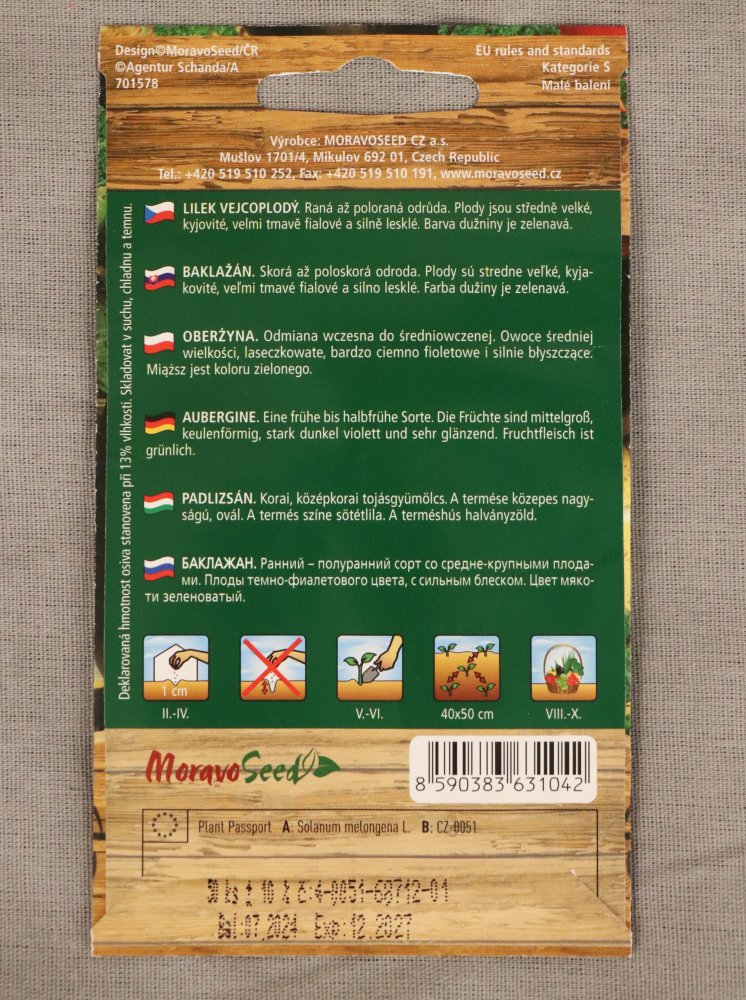 Design©MoravoSeed/ČR
©Agentur Schanda/A
701578
EU rules and standards
Kategorie S
Malé balení
Výrobce: MORAVOSEED CZ a.s.
Mušlov 1701/4, Mikulov 692 01, Czech Republic
Tel.: +420 519 510 252, Fax: +420 519 510 191, www.moravoseed.cz
Deklarovaná hmotnost osiva stanovena při 13% vlhkosti. Skladovat v suchu, chladnu a temnu.
LILEK VEJCOPLODÝ. Raná až poloraná odrůda. Plody jsou středně velké,
kyjovité, velmi tmavě fialové a silně lesklé. Barva dužniny je zelenavá.
BAKLAŽÁN. Skorá až poloskorá odroda. Plody sú stredne veľké, kyja-
kovité, veľmi tmavé fialové a silno lesklé. Farba dužiny je zelenavá.
OBERŻYNA. Odmiana wczesna do średniowczenej. Owoce średniej
wielkości, laseczkowate, bardzo ciemno fioletowe i silnie błyszczące.
Miąższ jest koloru zielonego.
AUBERGINE. Eine frühe bis halbfrühe Sorte. Die Früchte sind mittelgroß,
keulenförmig, stark dunkel violett und sehr glänzend. Fruchtfleisch ist
grünlich.
PADLIZSÁN. Korai, középkorai tojásgyümölcs. A termése közepes nagy-
ságú, ovál. A termés színe sötétlila. A terméshús halványzöld.
БАКЛАЖАН. Ранний – полуранний сорт со средне-крупными плода-
ми. Плоды темно-фиалетового цвета, с сильным блеском. Цвет мяко-
ти зеленоватый.
1 cm
II.-IV.
V.-VI.
40x50 cm
VIII.-X.
MoravoSeed
8 590383 631042
Plant Passport A: Solanum melongena L. B: CZ-0051
50 ks ± 10 % č:4-0051-68712-01
Bal:07.2024 Exp:12.2027